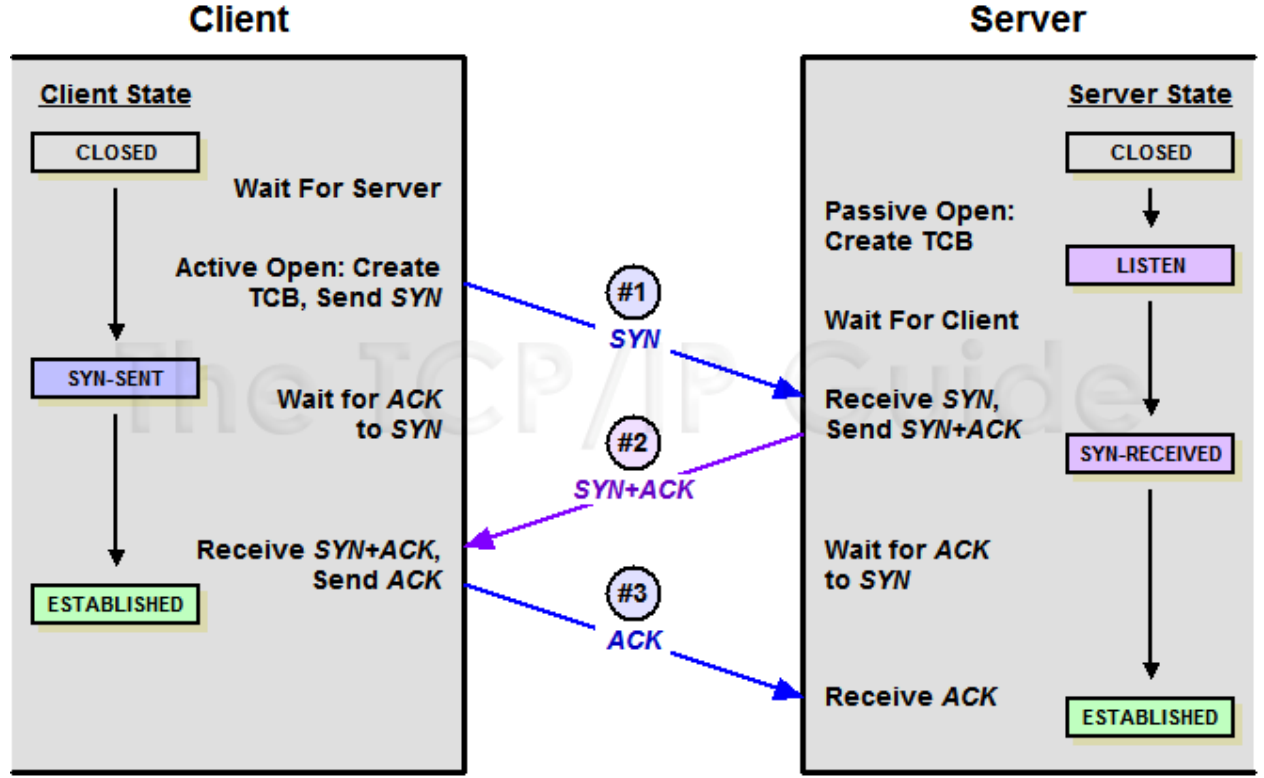 Client
Server
Client State
CLOSED
Wait For Server
Active Open: Create
TCB, Send SYN
SYN-SENT
Wait for ACK
to SYN
Receive SYN+ACK,
Send ACK
ESTABLISHED
#1
SYN
#2
SYN+ACK
#3
ACK
Server State
CLOSED
Passive Open:
Create TCB
LISTEN
Wait For Client
Receive SYN,
Send SYN+ACK
SYN-RECEIVED
Wait for ACK
to SYN
Receive ACK
ESTABLISHED
The TCP/IP Guide